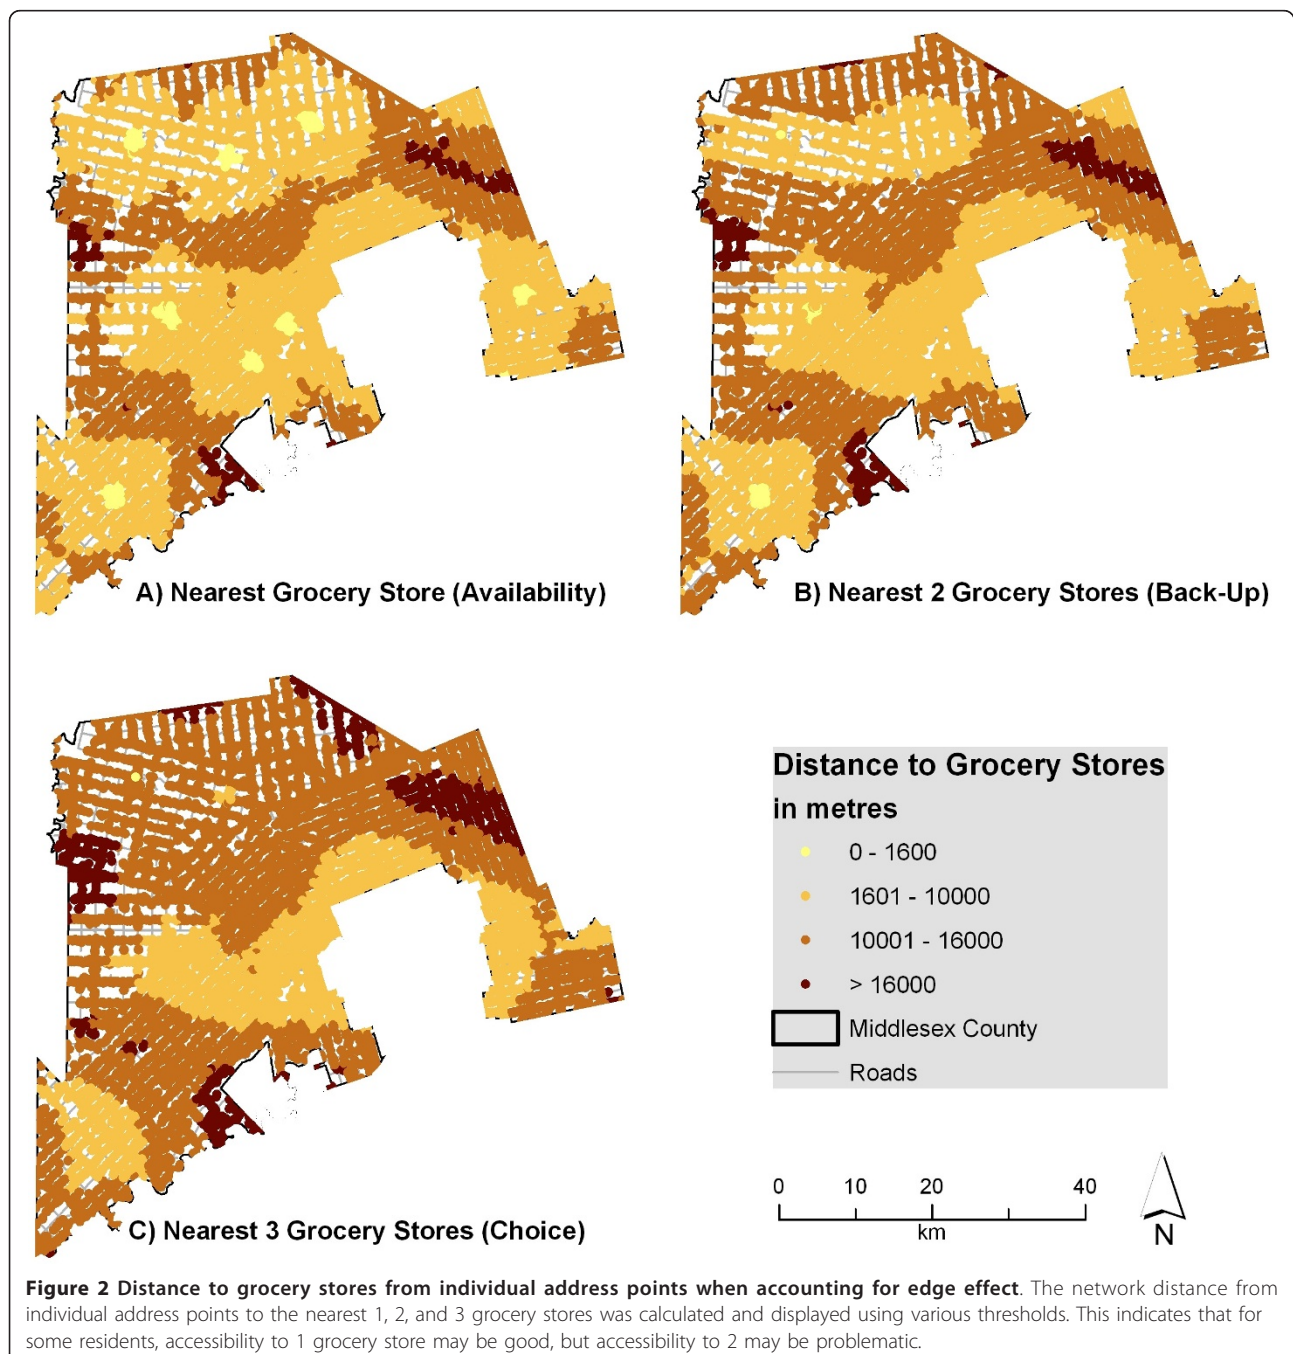 A) Nearest Grocery Store (Availability)
B) Nearest 2 Grocery Stores (Back-Up)
C) Nearest 3 Grocery Stores (Choice)
Distance to Grocery Stores
in metres
0 - 1600
1601 - 10000
10001 - 16000
> 16000
Middlesex County
Roads
0 10 20 40
km
N
Figure 2 Distance to grocery stores from individual address points when accounting for edge effect. The network distance from
individual address points to the nearest 1, 2, and 3 grocery stores was calculated and displayed using various thresholds. This indicates that for
some residents, accessibility to 1 grocery store may be good, but accessibility to 2 may be problematic.